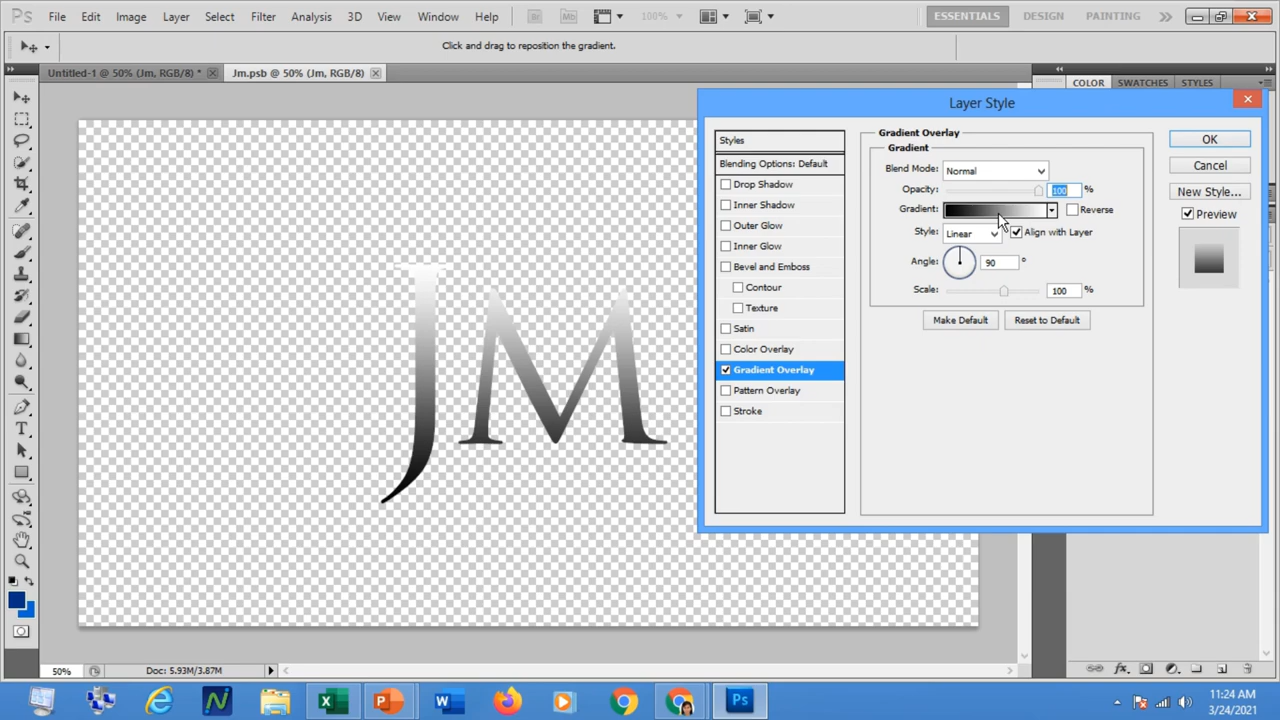 Ps File Edit Image Layer Select Filter Analysis 3D View Window Help Br Mb 100% ESSENTIALS DESIGN PAINTING
Click and drag to reposition the gradient.
Untitled-1 @ 50% (Jm, RGB/8) * Jm.psb @ 50% (Jm, RGB/8)
COLOR SWATCHES STYLES
Layer Style
Styles
Blending Options: Default
Drop Shadow
Inner Shadow
Outer Glow
Inner Glow
Bevel and Emboss
Contour
Texture
Satin
Color Overlay
Gradient Overlay
Pattern Overlay
Stroke
Gradient Overlay
Gradient
Blend Mode: Normal
Opacity: 100 %
Gradient: Reverse
Style: Linear Align with Layer
Angle: 90 °
Scale: 100 %
Make Default Reset to Default
OK
Cancel
New Style...
Preview
JM
50% Doc: 5.93M/3.87M
11:24 AM
3/24/2021